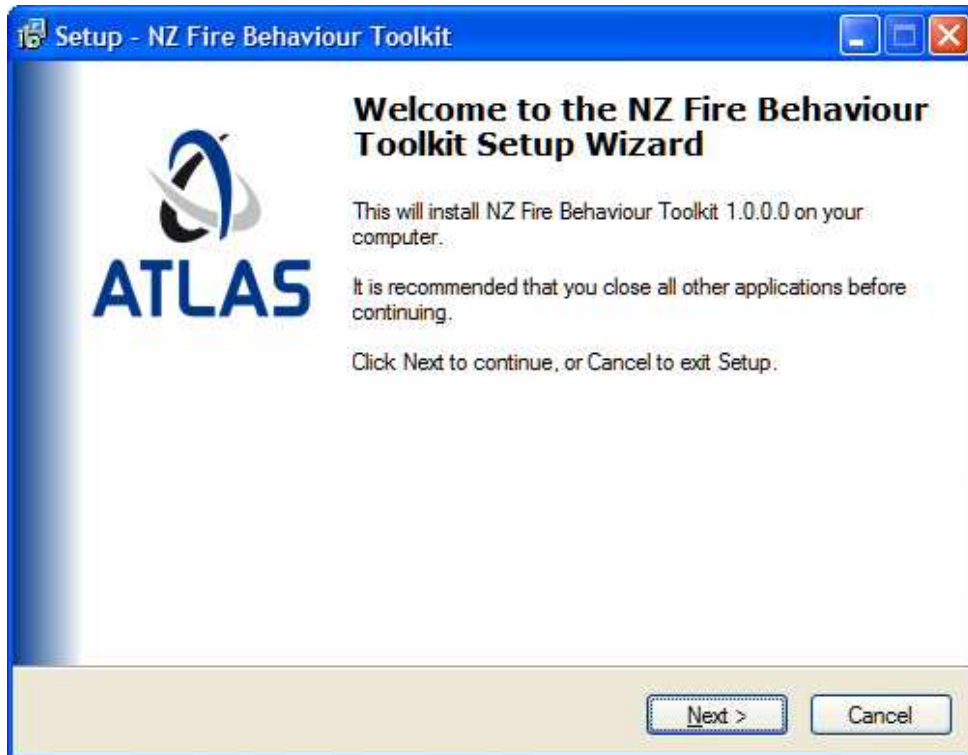 Setup - NZ Fire Behaviour Toolkit
ATLAS
Welcome to the NZ Fire Behaviour
Toolkit Setup Wizard
This will install NZ Fire Behaviour Toolkit 1.0.0.0 on your
computer.
It is recommended that you close all other applications before
continuing.
Click Next to continue, or Cancel to exit Setup.
Next >
Cancel